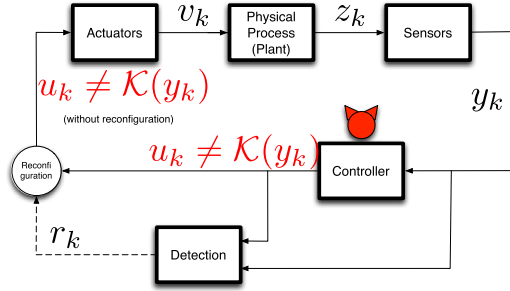 Actuators
v_k
Physical
Process
(Plant)
z_k
Sensors
u_k ≠ 𝒦(y_k)
(without reconfiguration)
y_k
u_k ≠ 𝒦(y_k)
Reconfi
guration
Controller
r_k
Detection